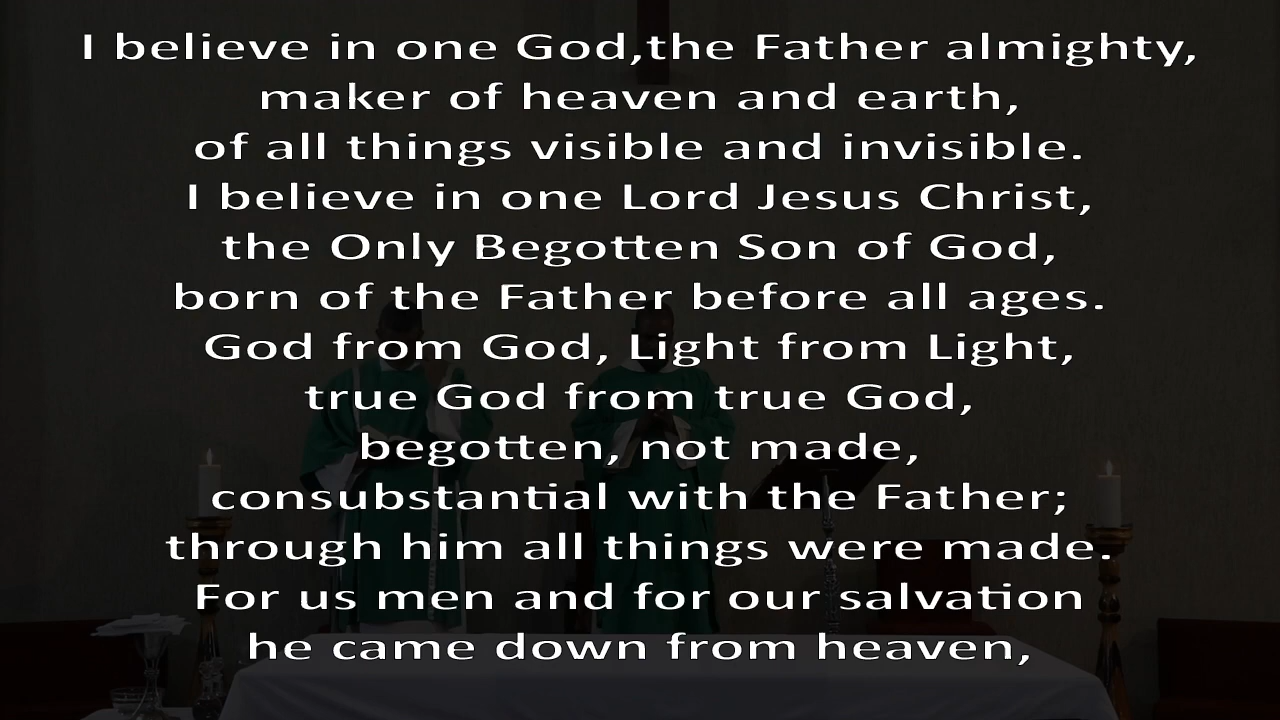 I believe in one God,the Father almighty,
maker of heaven and earth,
of all things visible and invisible.
I believe in one Lord Jesus Christ,
the Only Begotten Son of God,
born of the Father before all ages.
God from God, Light from Light,
true God from true God,
begotten, not made,
consubstantial with the Father;
through him all things were made.
For us men and for our salvation
he came down from heaven,